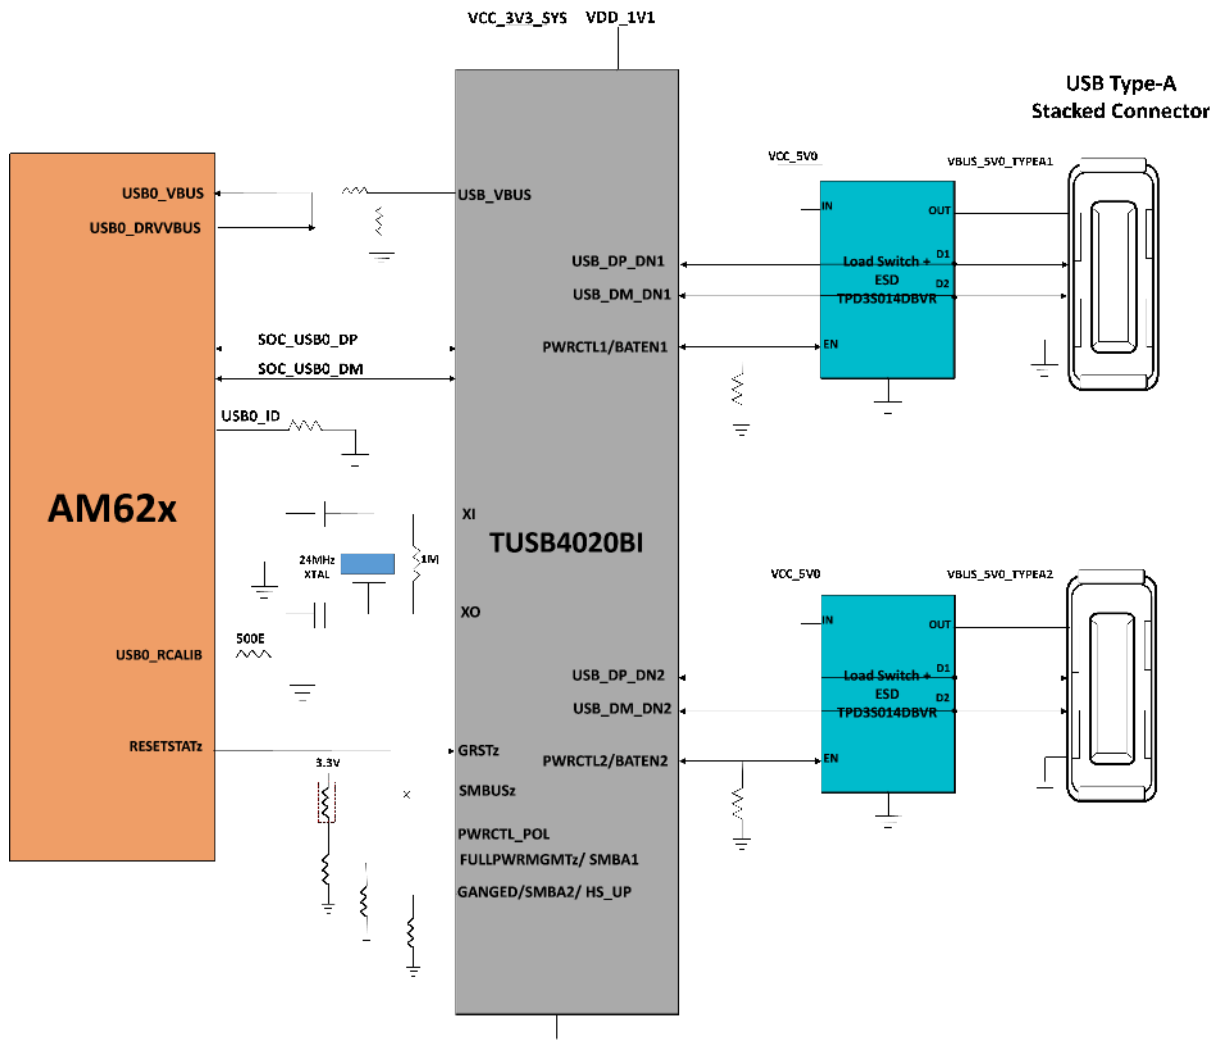 VCC_3V3_SYS
VDD_1V1
USB Type-A
Stacked Connector
USB0_VBUS
USB0_DRVVBUS
USB_VBUS
VCC_5V0
VBUS_5V0_TYPEA1
IN
OUT
USB_DP_DN1
USB_DM_DN1
D1
Load Switch +
ESD
D2
TPD3S014DBVR
PWRCTL1/BATEN1
EN
SOC_USB0_DP
SOC_USB0_DM
USB0_ID
AM62x
XI
TUSB4020BI
24MHz
XTAL
1M
XO
500E
USB0_RCALIB
VCC_5V0
VBUS_5V0_TYPEA2
IN
OUT
USB_DP_DN2
USB_DM_DN2
D1
Load Switch +
ESD
D2
TPD3S014DBVR
PWRCTL2/BATEN2
EN
RESETSTATz
GRSTz
3.3V
SMBUSz
X
PWRCTL_POL
FULLPWRMGMTz/ SMBA1
GANGED/SMBA2/ HS_UP